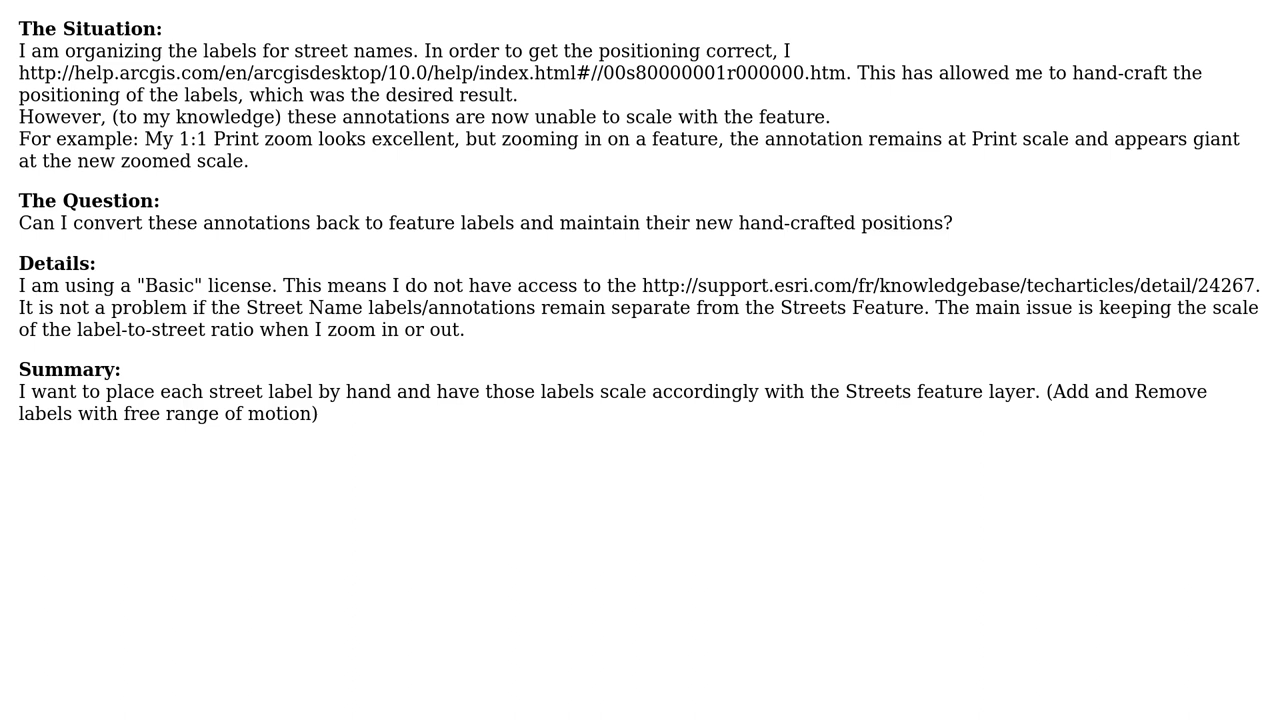 The Situation:
I am organizing the labels for street names. In order to get the positioning correct, I
http://help.arcgis.com/en/arcgisdesktop/10.0/help/index.html#//00s80000001r000000.htm. This has allowed me to hand-craft the
positioning of the labels, which was the desired result.
However, (to my knowledge) these annotations are now unable to scale with the feature.
For example: My 1:1 Print zoom looks excellent, but zooming in on a feature, the annotation remains at Print scale and appears giant
at the new zoomed scale.
The Question:
Can I convert these annotations back to feature labels and maintain their new hand-crafted positions?
Details:
I am using a "Basic" license. This means I do not have access to the http://support.esri.com/fr/knowledgebase/techarticles/detail/24267.
It is not a problem if the Street Name labels/annotations remain separate from the Streets Feature. The main issue is keeping the scale
of the label-to-street ratio when I zoom in or out.
Summary:
I want to place each street label by hand and have those labels scale accordingly with the Streets feature layer. (Add and Remove
labels with free range of motion)